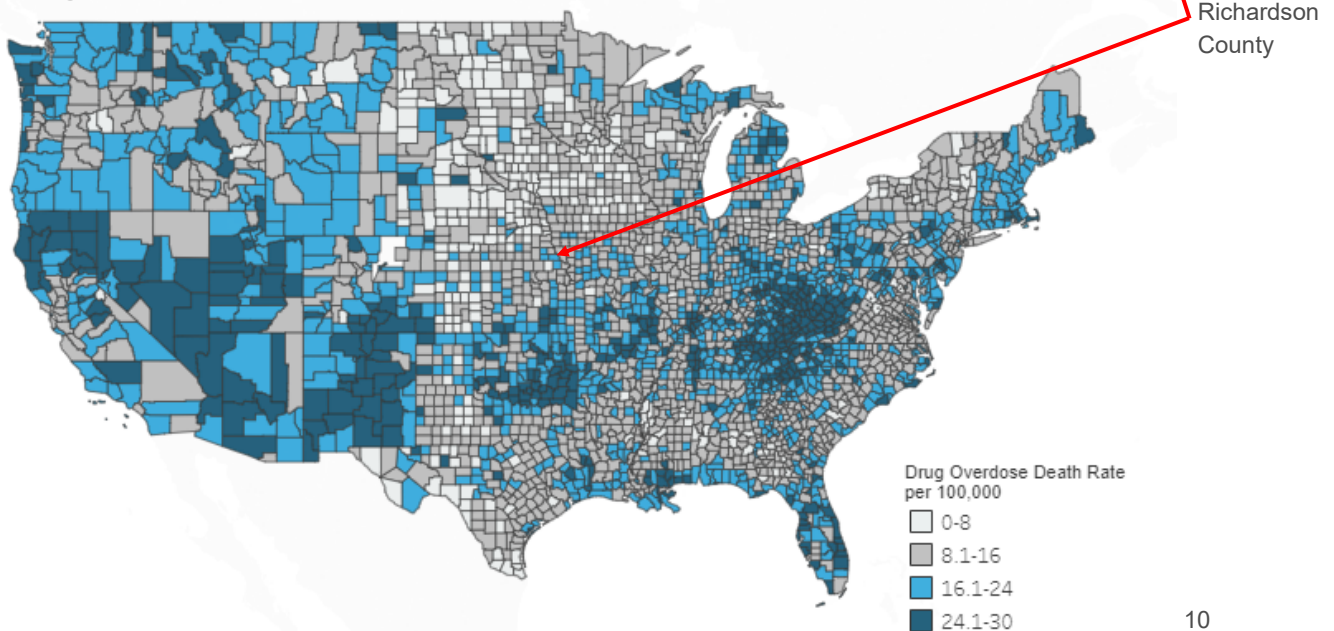 Richardson
County
Drug Overdose Death Rate
per 100,000
0-8
8.1-16
16.1-24
24.1-30
10